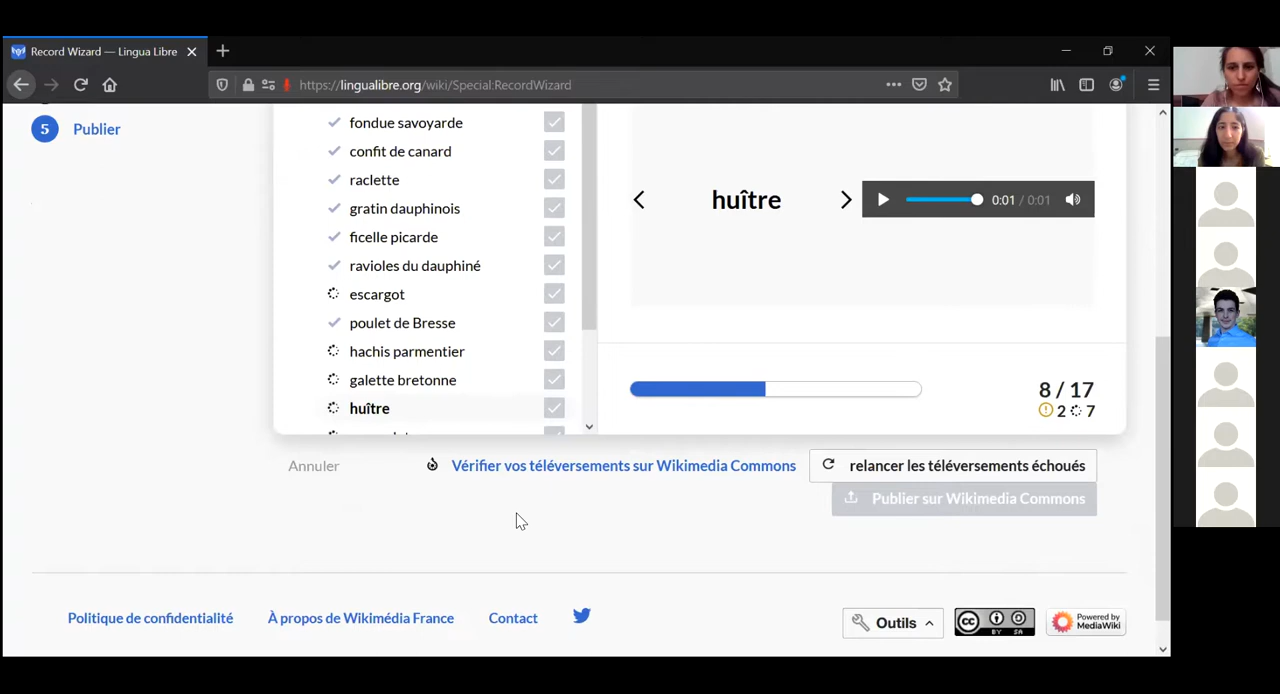 Record Wizard — Lingua Libre
https://lingualibre.org/wiki/Special:RecordWizard
5 Publier
fondue savoyarde
confit de canard
raclette
gratin dauphinois
ficelle picarde
ravioles du dauphiné
escargot
poulet de Bresse
hachis parmentier
galette bretonne
huître
huître
0:01 / 0:01
8 / 17
2 7
Annuler
Vérifier vos téléversements sur Wikimedia Commons
relancer les téléversements échoués
Publier sur Wikimedia Commons
Politique de confidentialité
À propos de Wikimédia France
Contact
Outils
CC BY SA
Powered by
MediaWiki